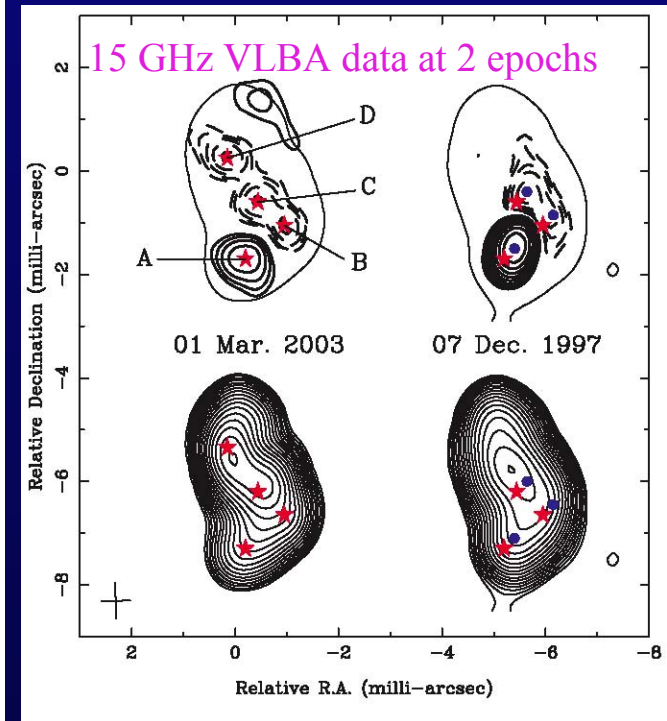 15 GHz VLBA data at 2 epochs
D
C
A
B
01 Mar. 2003
07 Dec. 1997
Relative Declination (milli-arcsec)
2
0
-2
-4
-6
-8
2
0
-2
-4
-6
-8
Relative R.A. (milli-arcsec)